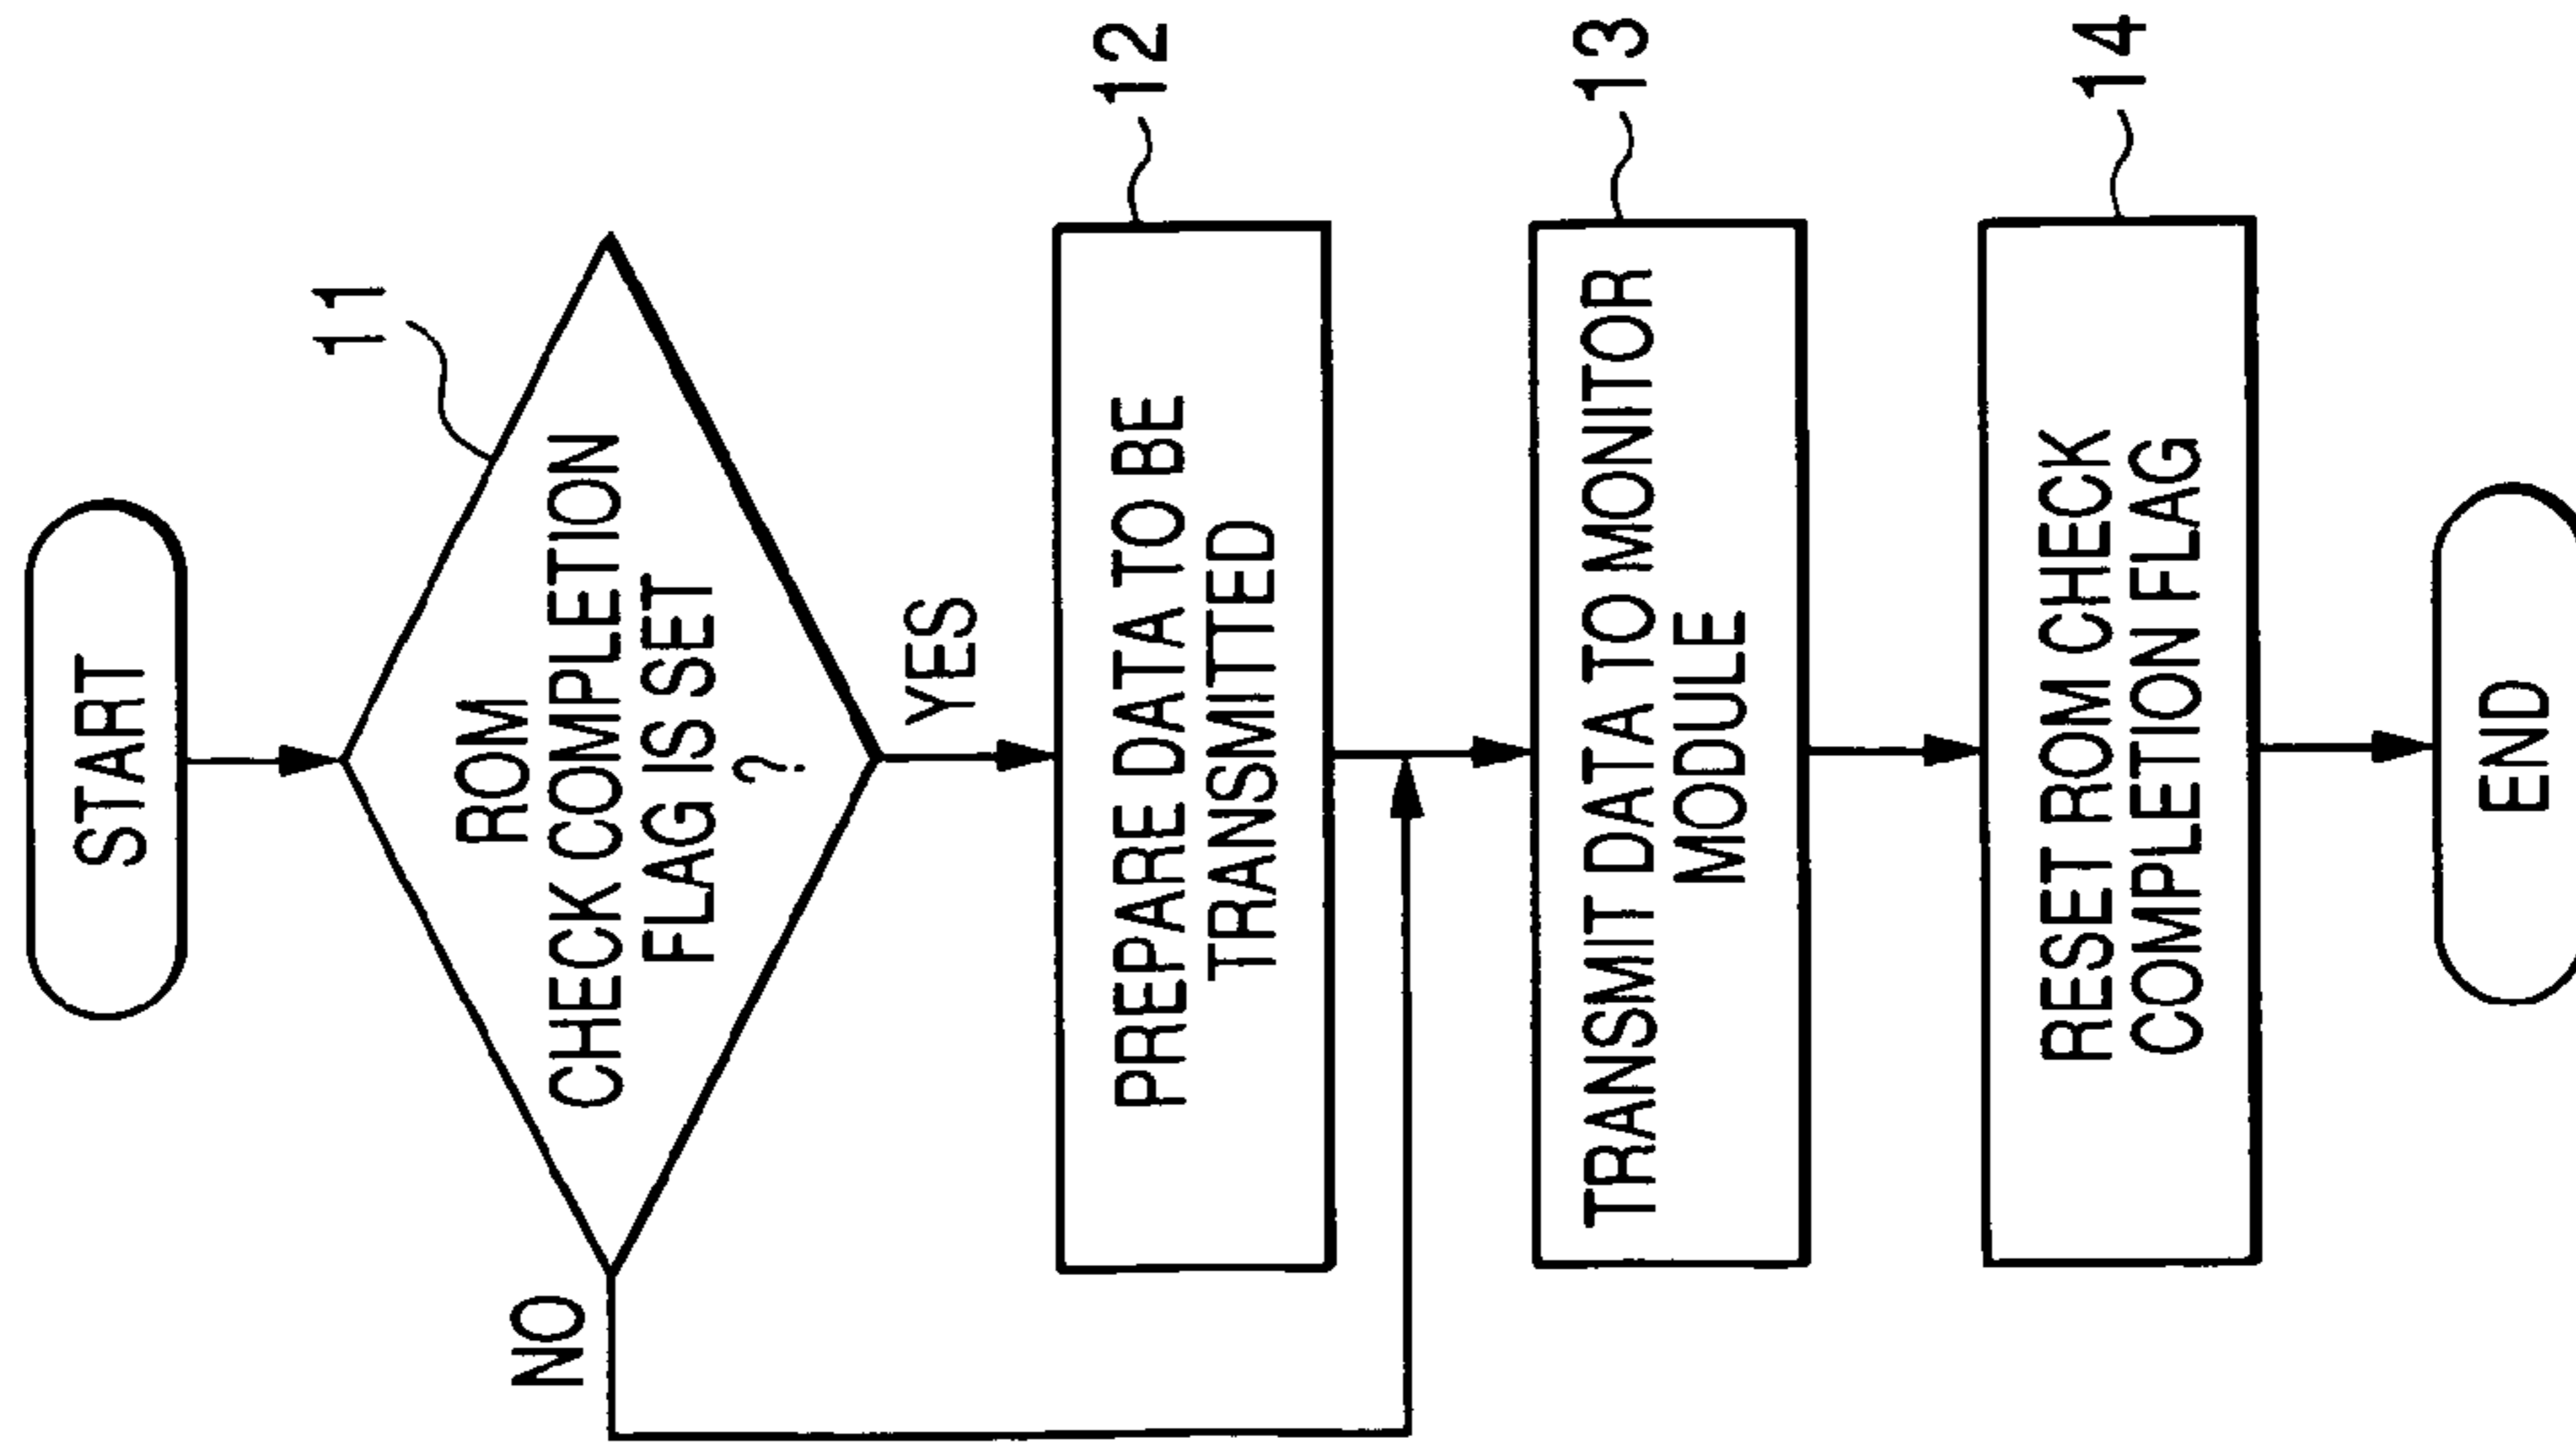 START
11
ROM
CHECK COMPLETION
FLAG IS SET
?
NO
YES
12
PREPARE DATA TO BE
TRANSMITTED
13
TRANSMIT DATA TO MONITOR
MODULE
14
RESET ROM CHECK
COMPLETION FLAG
END